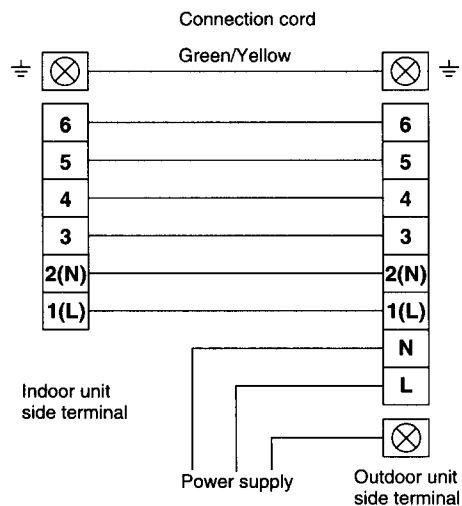 Connection cord
Green/Yellow
6 6
5 5
4 4
3 3
2(N) 2(N)
1(L) 1(L)
N
L
Indoor unit
side terminal
Power supply
Outdoor unit
side terminal